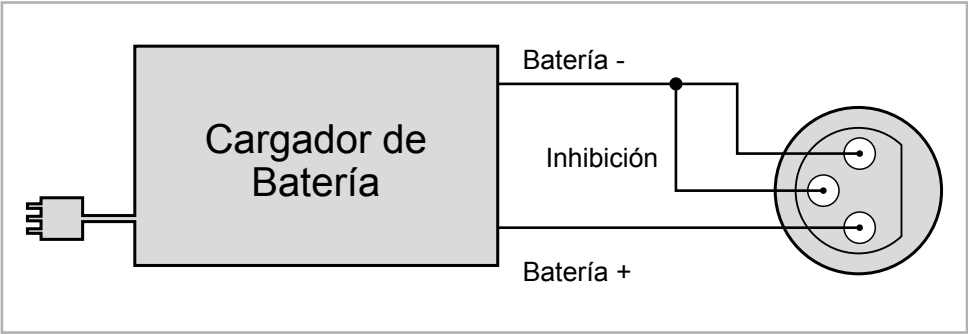 Batería -
Cargador de
Batería
Inhibición
Batería +